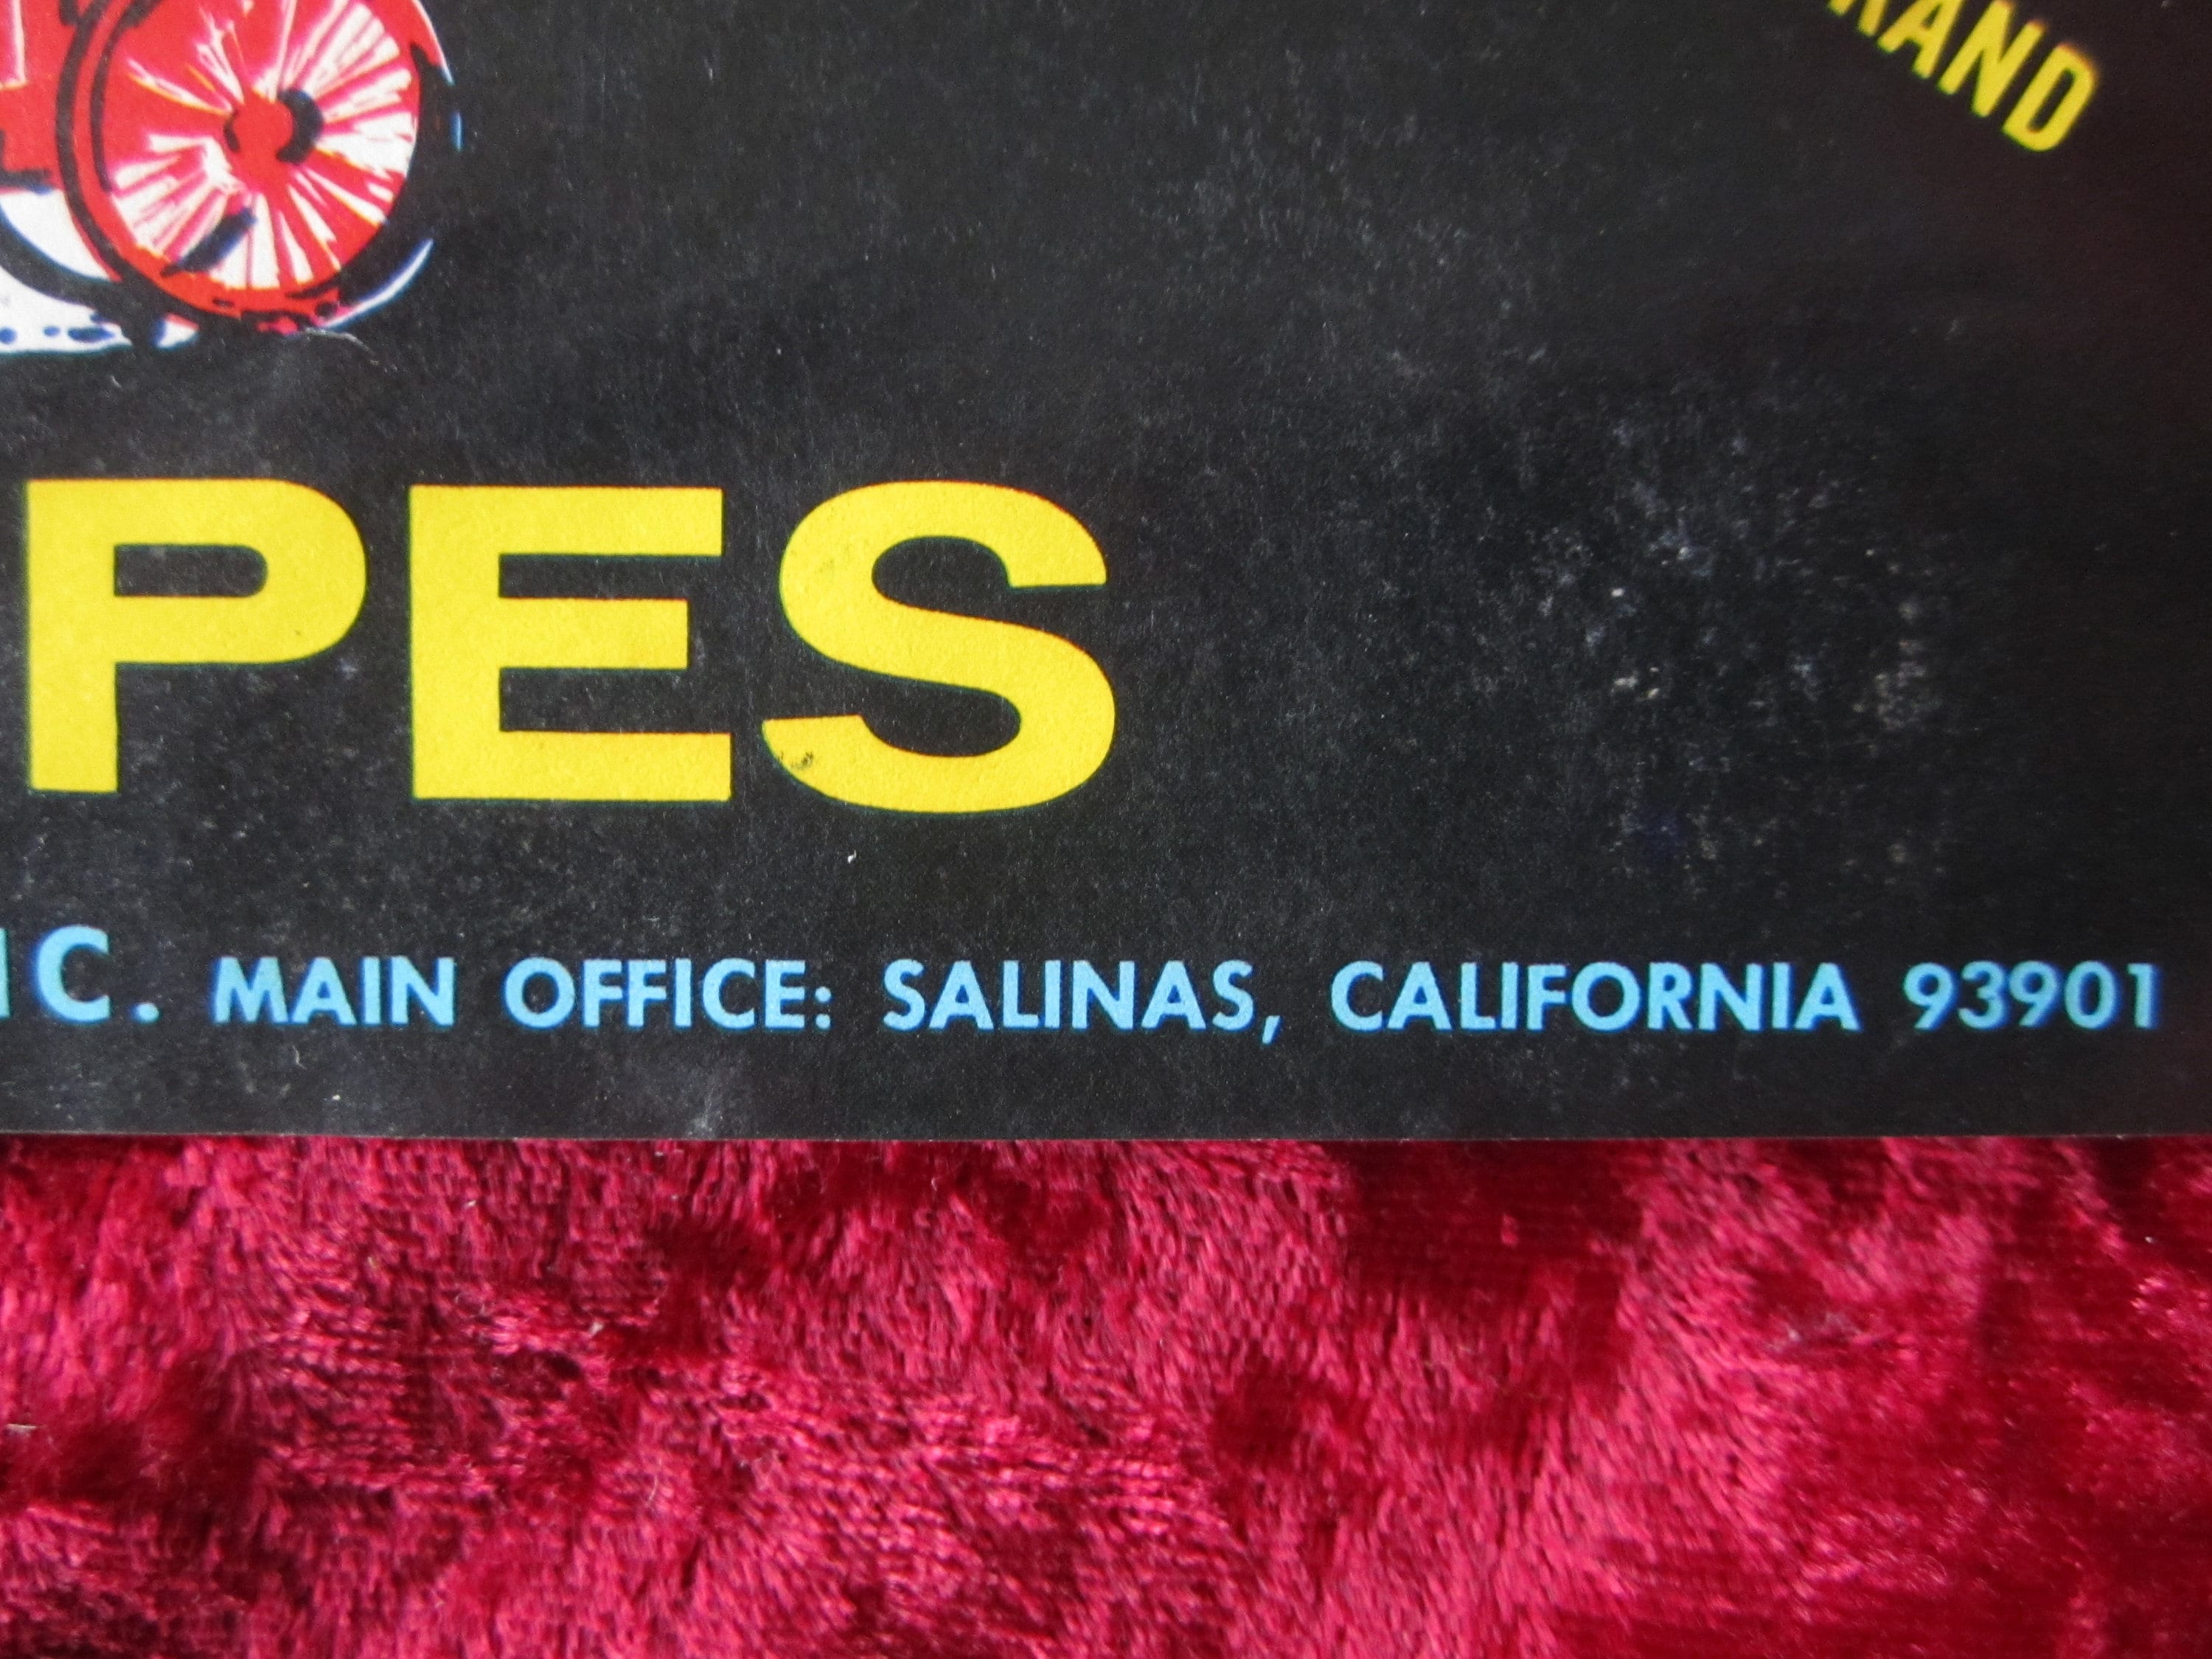 RAND
PES
IC. MAIN OFFICE: SALINAS, CALIFORNIA 93901